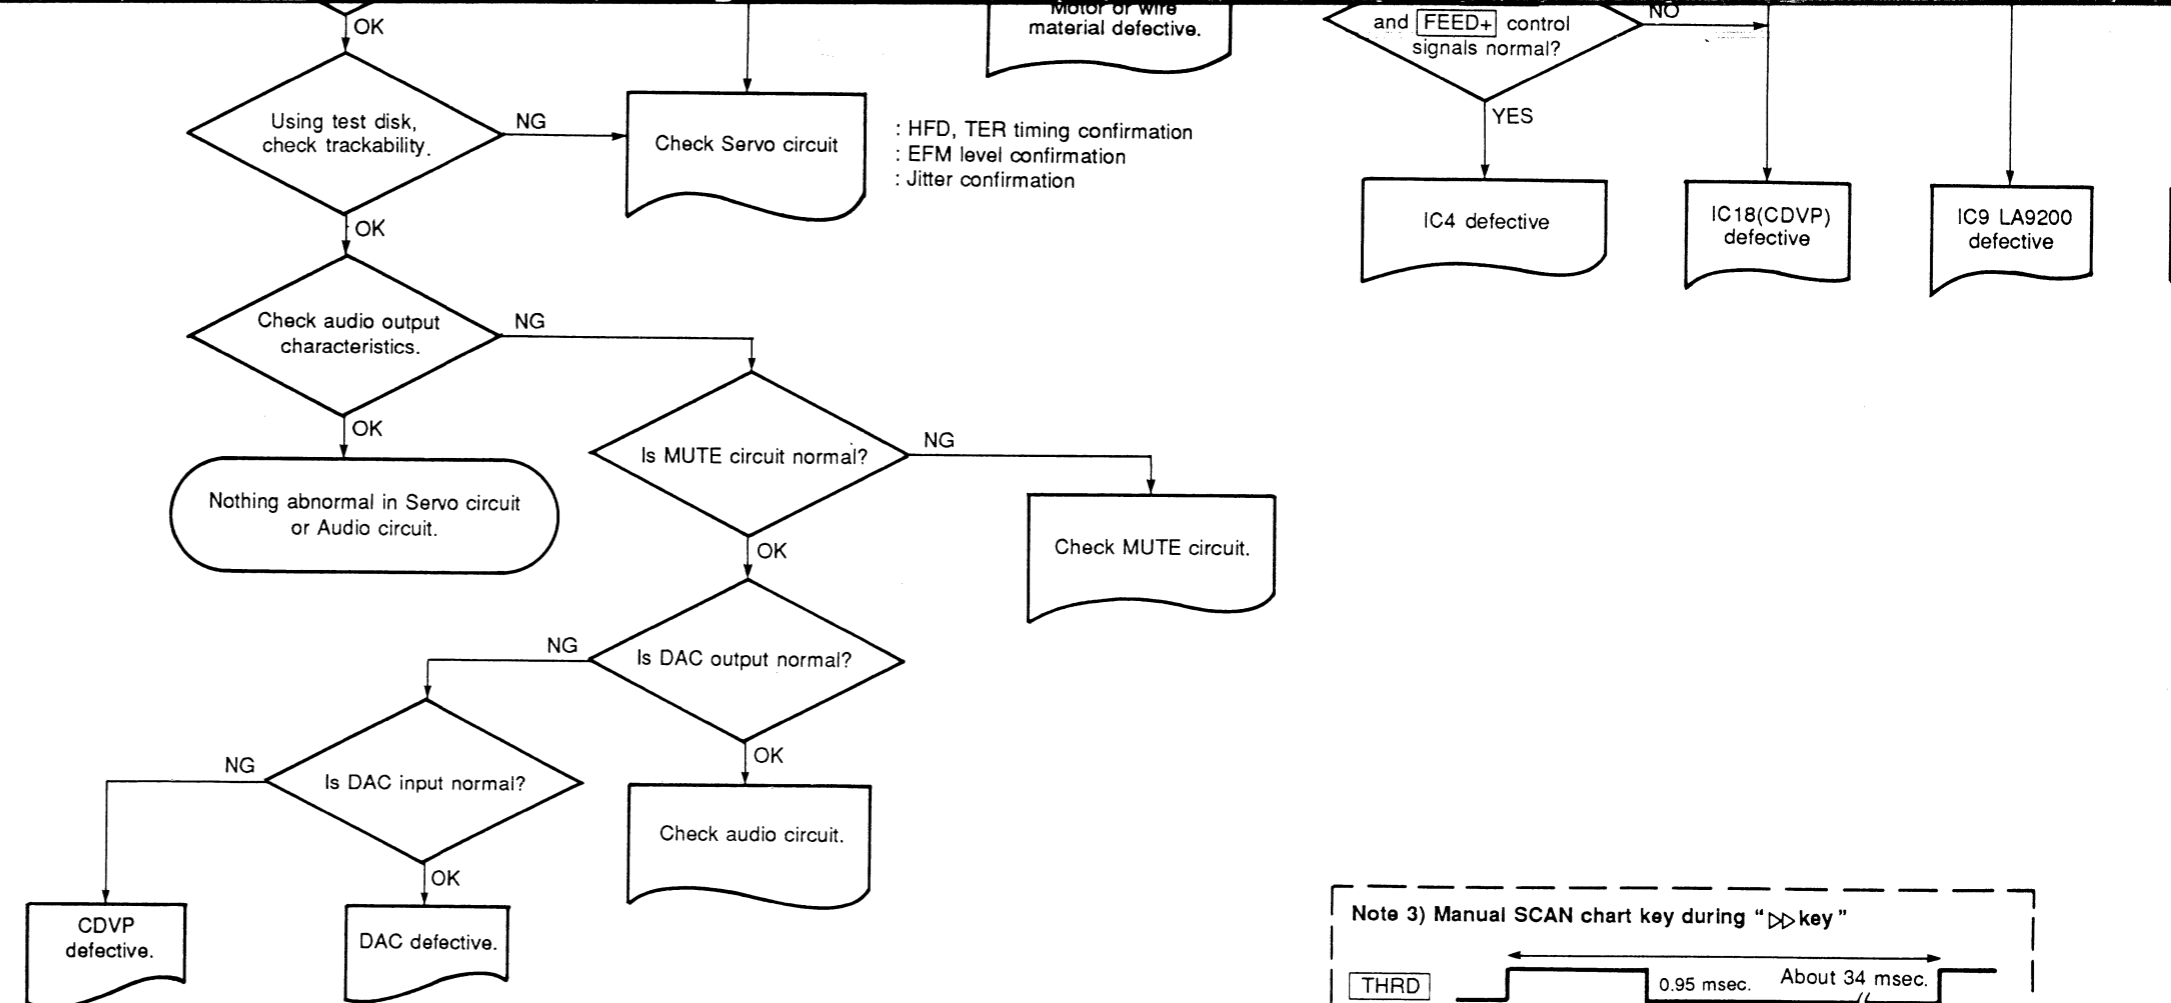 OK
Motor or wire
material defective.
and FEED+ control
signals normal?
NO
YES
Using test disk,
check trackability.
NG
Check Servo circuit
: HFD, TER timing confirmation
: EFM level confirmation
: Jitter confirmation
IC4 defective
IC18(CDVP)
defective
IC9 LA9200
defective
OK
Check audio output
characteristics.
NG
OK
Nothing abnormal in Servo circuit
or Audio circuit.
Is MUTE circuit normal?
NG
Check MUTE circuit.
OK
Is DAC output normal?
NG
OK
Check audio circuit.
Is DAC input normal?
NG
OK
CDVP
defective.
DAC defective.
Note 3) Manual SCAN chart key during “▷▷key”
THRD
0.95 msec.
About 34 msec.